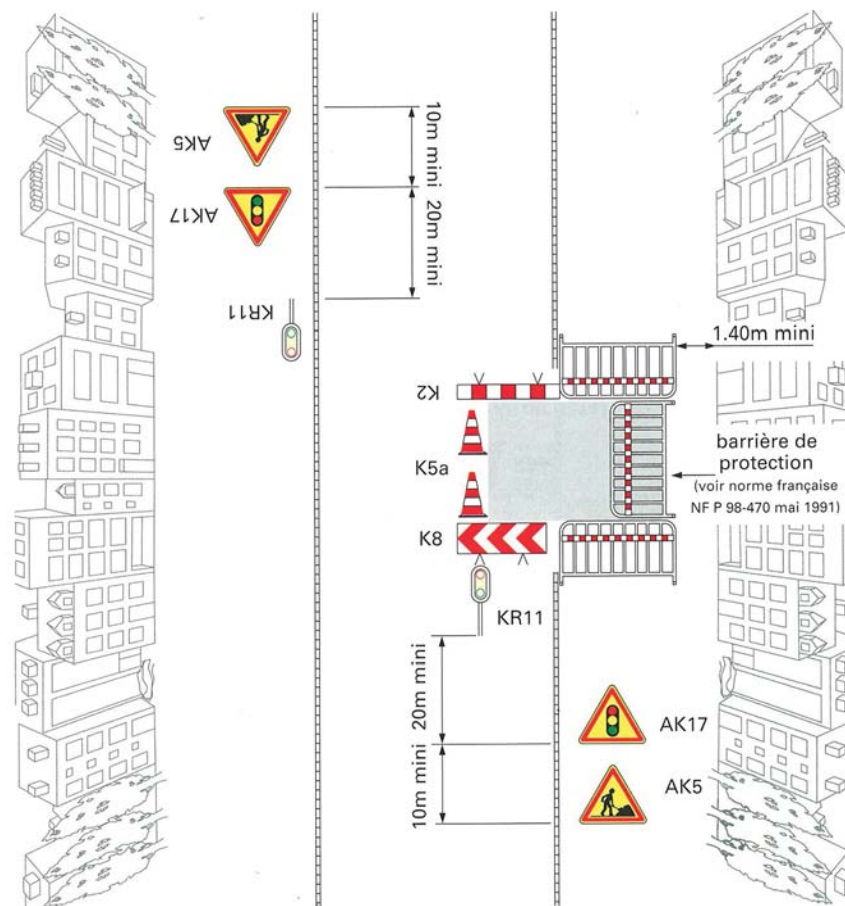 AK5
10m mini
AK17
20m mini
KR11
1.40m mini
K2
K5a
barrière de
protection
(voir norme française
NF P 98-470 mai 1991)
K8
KR11
20m mini
AK17
AK5
10m mini